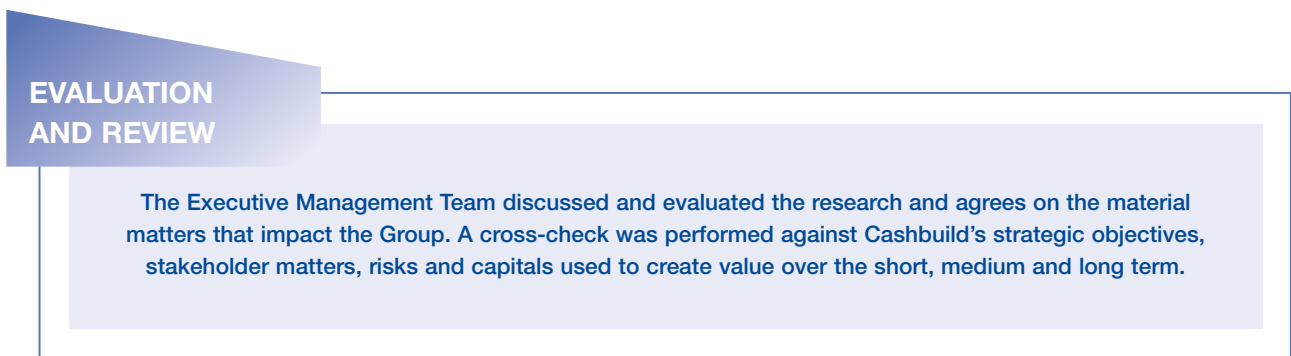 EVALUATION
AND REVIEW
The Executive Management Team discussed and evaluated the research and agrees on the material
matters that impact the Group. A cross-check was performed against Cashbuild’s strategic objectives,
stakeholder matters, risks and capitals used to create value over the short, medium and long term.